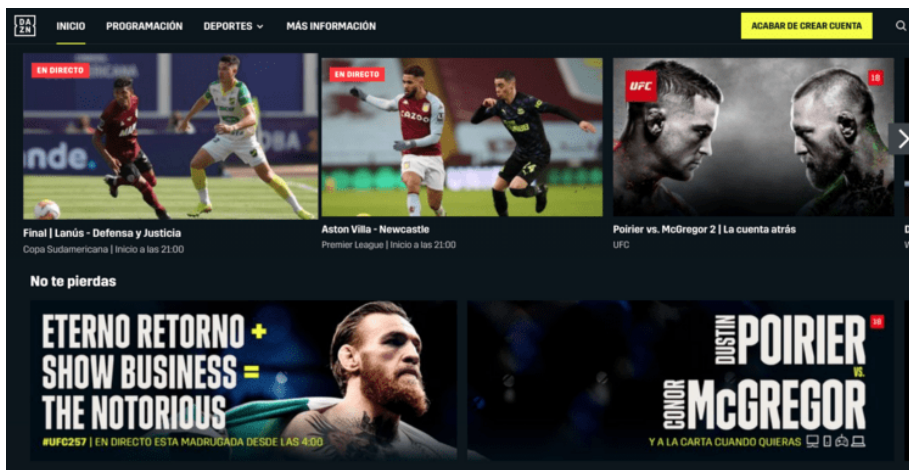 DAZN INICIO PROGRAMACIÓN DEPORTES MÁS INFORMACIÓN ACABAR DE CREAR CUENTA
EN DIRECTO
nde.
CAZOO
EN DIRECTO
UFC
18
Final | Lanús - Defensa y Justicia
Copa Sudamericana | Inicio a las 21:00
Aston Villa - Newcastle
Premier League | Inicio a las 21:00
Poirier vs. McGregor 2 | La cuenta atrás
UFC
No te pierdas
ETERNO RETORNO +
SHOW BUSINESS =
THE NOTORIOUS
#UFC257 | EN DIRECTO ESTA MADRUGADA DESDE LAS 4:00
DUSTIN POIRIER
18
VS.
CONOR McGREGOR
Y A LA CARTA CUANDO QUIERAS